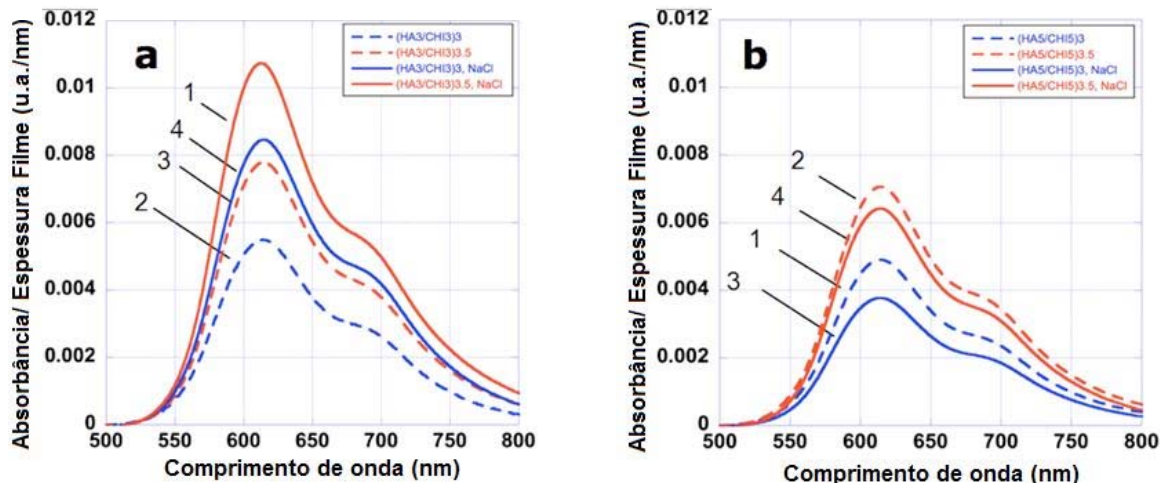 a
(HA3/CHI3)3
(HA3/CHI3)3.5
(HA3/CHI3)3, NaCl
(HA3/CHI3)3.5, NaCl
Absorbância/ Espessura Filme (u.a./nm)
0.012
0.01
0.008
0.006
0.004
0.002
0
1
4
3
2
500 550 600 650 700 750 800
Comprimento de onda (nm)
b
(HA5/CHI5)3
(HA5/CHI5)3.5
(HA5/CHI5)3, NaCl
(HA5/CHI5)3.5, NaCl
Absorbância/ Espessura Filme (u.a./nm)
0.012
0.01
0.008
0.006
0.004
0.002
0
2
4
1
3
500 550 600 650 700 750 800
Comprimento de onda (nm)